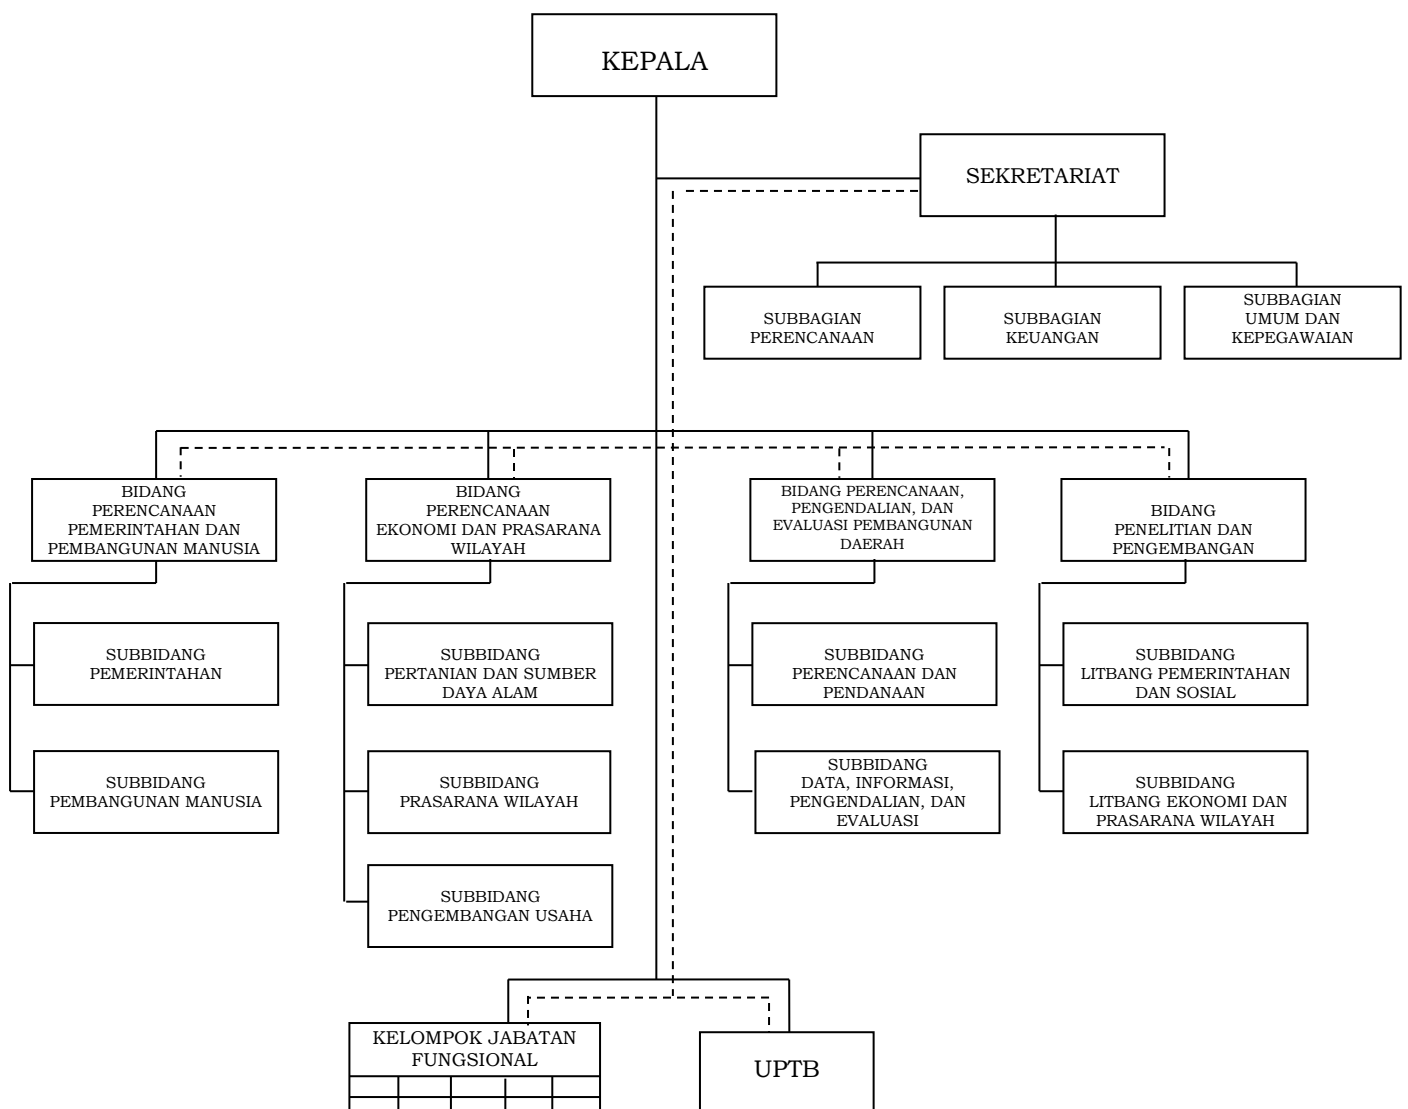 KEPALA
SEKRETARIAT
SUBBAGIAN
PERENCANAAN
SUBBAGIAN
KEUANGAN
SUBBAGIAN
UMUM DAN
KEPEGAWAIAN
BIDANG
PERENCANAAN
PEMERINTAHAN DAN
PEMBANGUNAN MANUSIA
BIDANG
PERENCANAAN
EKONOMI DAN PRASARANA
WILAYAH
BIDANG PERENCANAAN,
PENGENDALIAN, DAN
EVALUASI PEMBANGUNAN
DAERAH
BIDANG
PENELITIAN DAN
PENGEMBANGAN
SUBBIDANG
PEMERINTAHAN
SUBBIDANG
PERTANIAN DAN SUMBER
DAYA ALAM
SUBBIDANG
PERENCANAAN DAN
PENDANAAN
SUBBIDANG
LITBANG PEMERINTAHAN
DAN SOSIAL
SUBBIDANG
PEMBANGUNAN MANUSIA
SUBBIDANG
PRASARANA WILAYAH
SUBBIDANG
DATA, INFORMASI,
PENGENDALIAN, DAN
EVALUASI
SUBBIDANG
LITBANG EKONOMI DAN
PRASARANA WILAYAH
SUBBIDANG
PENGEMBANGAN USAHA
KELOMPOK JABATAN
FUNGSIONAL
UPTB